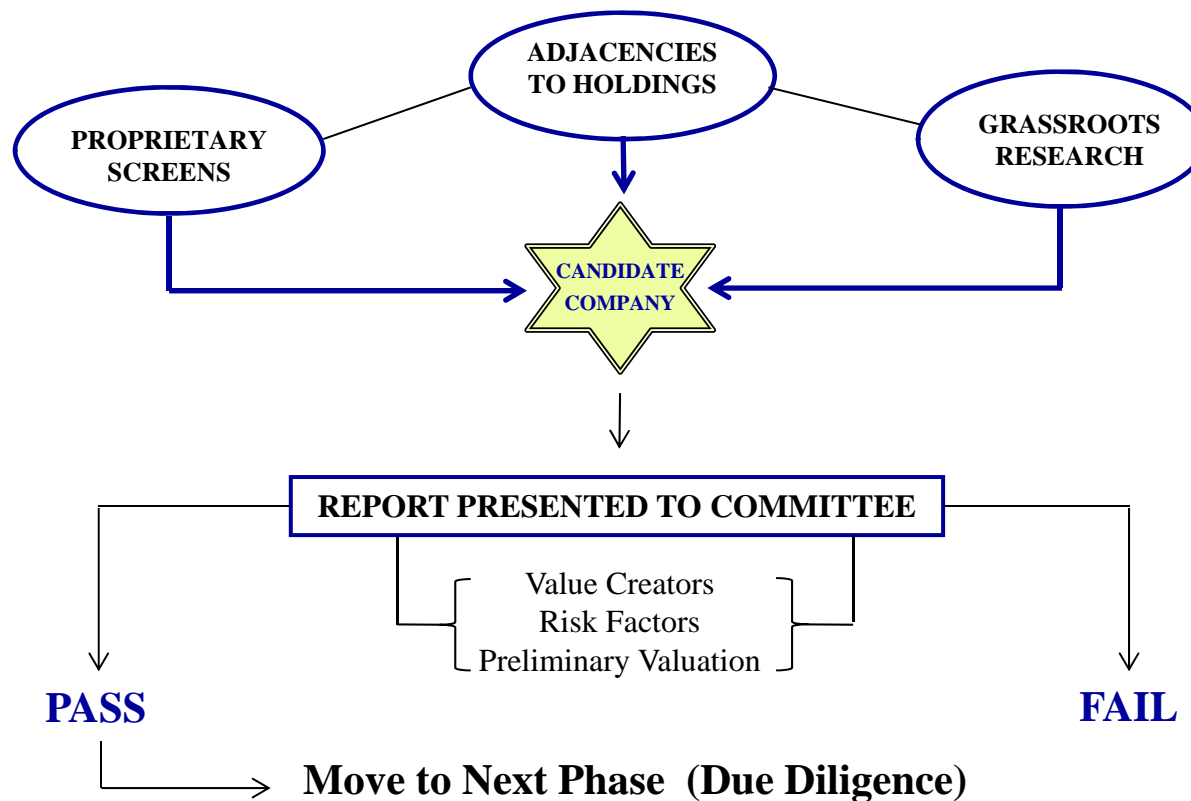 ADJACENCIES
TO HOLDINGS
PROPRIETARY
SCREENS
GRASSROOTS
RESEARCH
CANDIDATE
COMPANY
REPORT PRESENTED TO COMMITTEE
Value Creators
Risk Factors
Preliminary Valuation
PASS
FAIL
Move to Next Phase (Due Diligence)